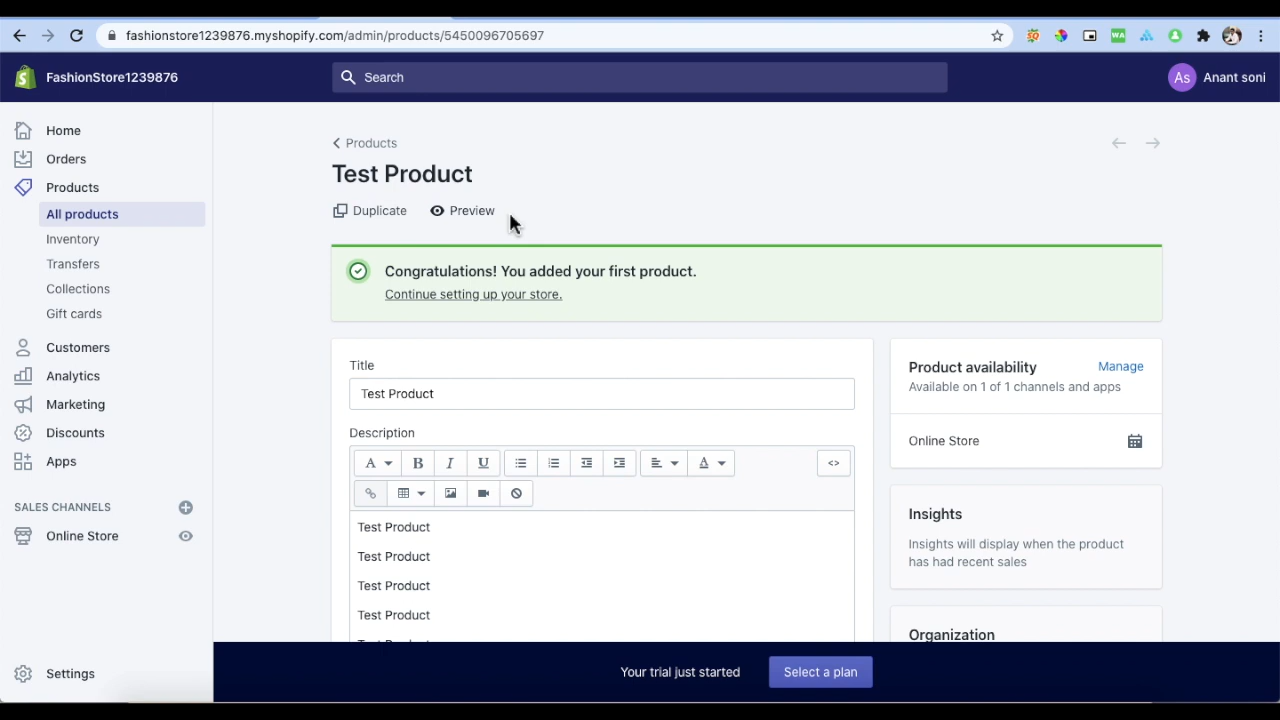 fashionstore1239876.myshopify.com/admin/products/5450096705697
WA
FashionStore1239876
Search
As
Anant soni
Home
Orders
Products
All products
Inventory
Transfers
Collections
Gift cards
Customers
Analytics
Marketing
Discounts
Apps
SALES CHANNELS
Online Store
Settings
Products
Test Product
Duplicate
Preview
Congratulations! You added your first product.
Continue setting up your store.
Title
Test Product
Description
A B I U A <>
Test Product
Test Product
Test Product
Test Product
Product availability
Manage
Available on 1 of 1 channels and apps
Online Store
Insights
Insights will display when the product
has had recent sales
Organization
Your trial just started
Select a plan